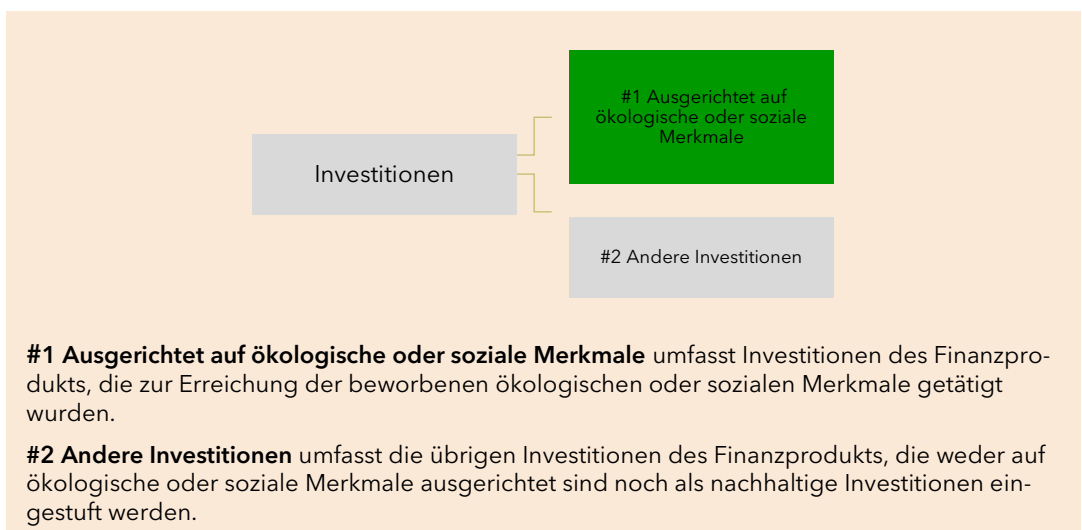 #1 Ausgerichtet auf
ökologische oder soziale
Merkmale
Investitionen
#2 Andere Investitionen
#1 Ausgerichtet auf ökologische oder soziale Merkmale umfasst Investitionen des Finanzpro-
dukts, die zur Erreichung der beworbenen ökologischen oder sozialen Merkmale getätigt
wurden.
#2 Andere Investitionen umfasst die übrigen Investitionen des Finanzprodukts, die weder auf
ökologische oder soziale Merkmale ausgerichtet sind noch als nachhaltige Investitionen ein-
gestuft werden.